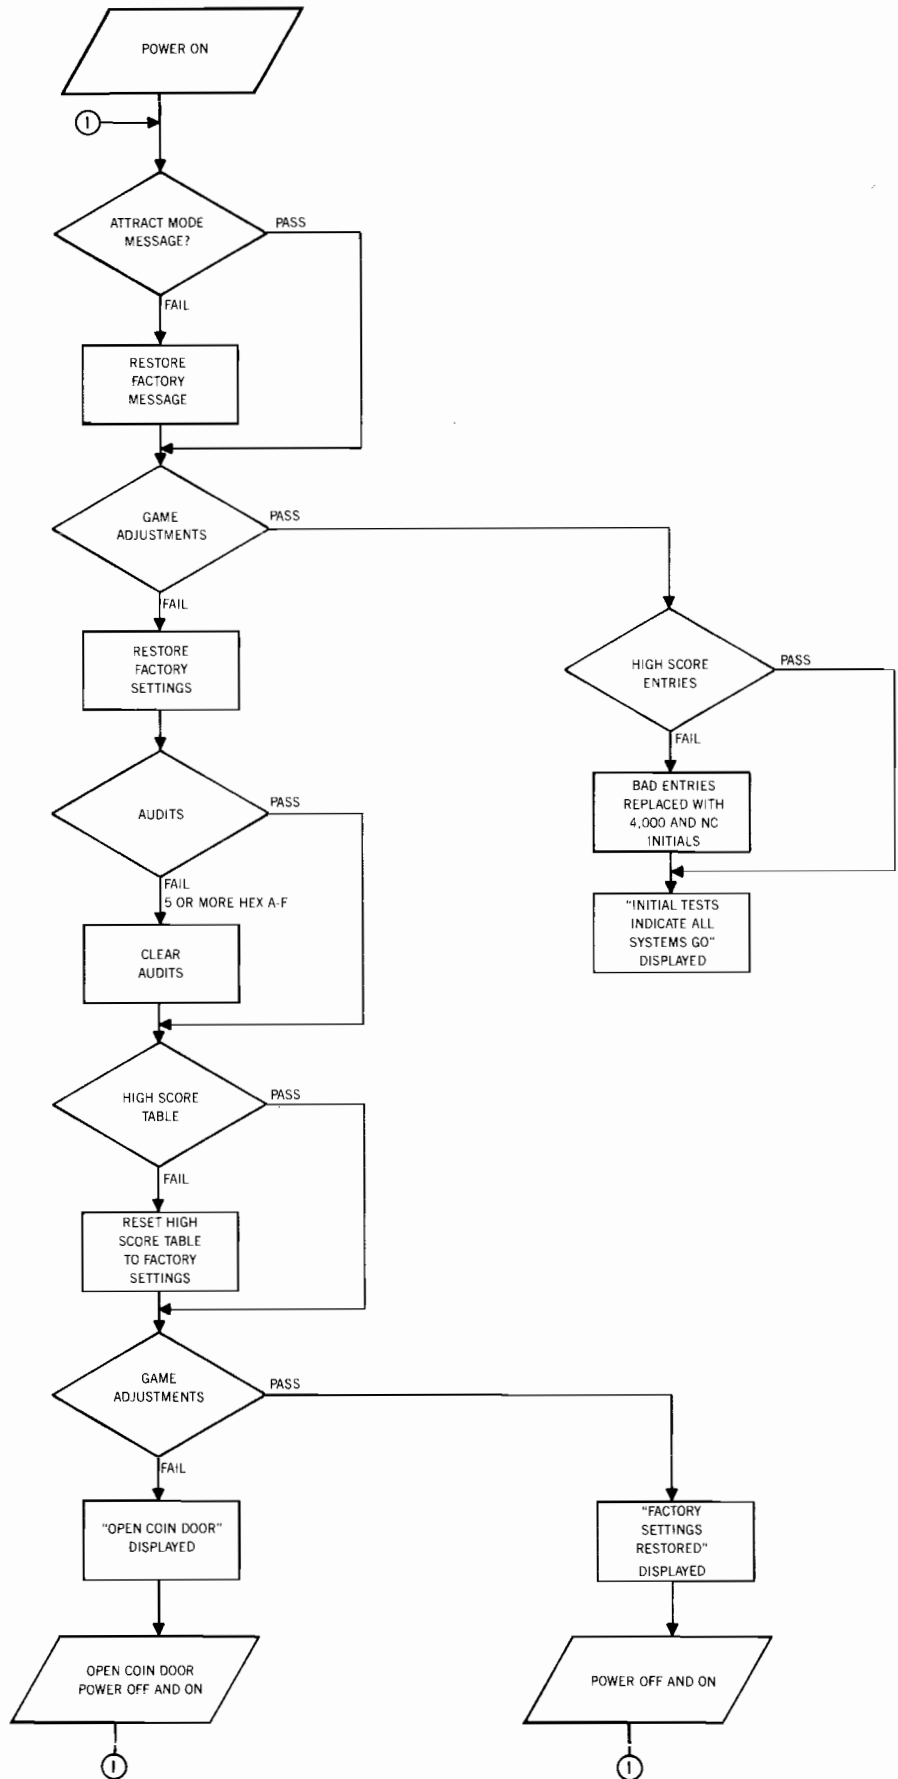 POWER ON
1
ATTRACT MODE
MESSAGE?
PASS
FAIL
RESTORE
FACTORY
MESSAGE
GAME
ADJUSTMENTS
PASS
FAIL
RESTORE
FACTORY
SETTINGS
HIGH SCORE
ENTRIES
PASS
FAIL
BAD ENTRIES
REPLACED WITH
4,000 AND NC
INITIALS
"INITIAL TESTS
INDICATE ALL
SYSTEMS GO"
DISPLAYED
AUDITS
PASS
FAIL
5 OR MORE HEX A-F
CLEAR
AUDITS
HIGH SCORE
TABLE
PASS
FAIL
RESET HIGH
SCORE TABLE
TO FACTORY
SETTINGS
GAME
ADJUSTMENTS
PASS
FAIL
"OPEN COIN DOOR"
DISPLAYED
"FACTORY
SETTINGS
RESTORED"
DISPLAYED
OPEN COIN DOOR
POWER OFF AND ON
POWER OFF AND ON
1
1